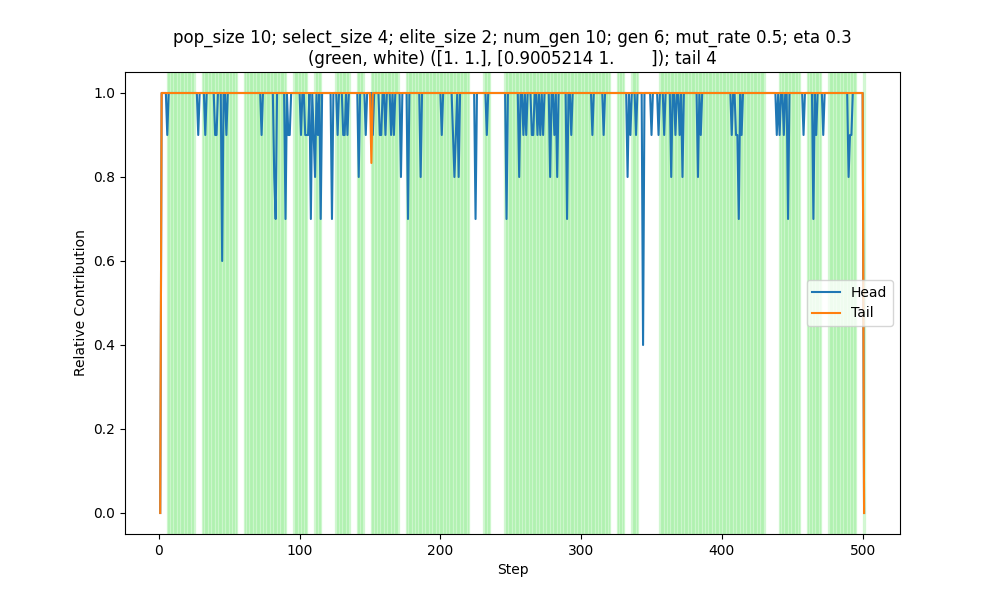 pop_size 10; select_size 4; elite_size 2; num_gen 10; gen 6; mut_rate 0.5; eta 0.3
(green, white) ([1. 1.], [0.9005214 1.       ]); tail 4
1.0
0.8
0.6
0.4
0.2
0.0
Relative Contribution
Head
Tail
0
100
200
300
400
500
Step